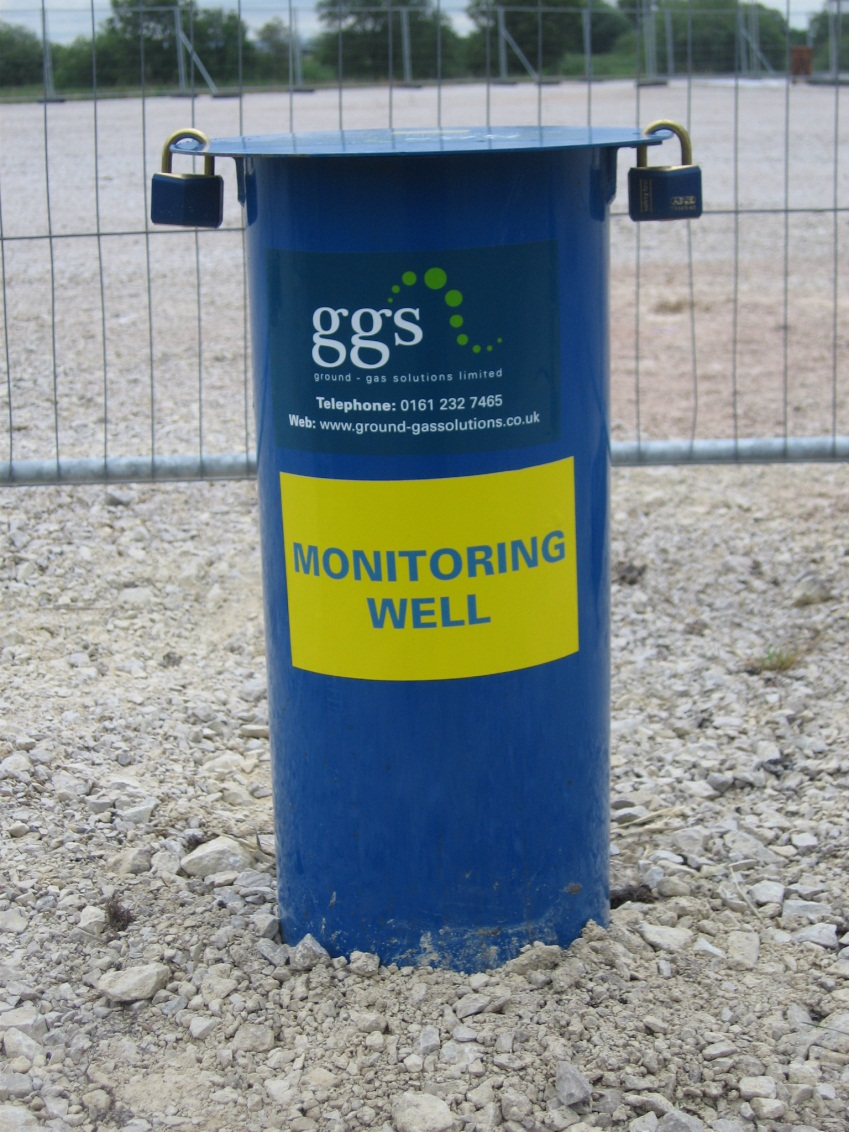 ggs
ground - gas solutions limited
Telephone: 0161 232 7465
Web: www.ground-gassolutions.co.uk
MONITORING
WELL